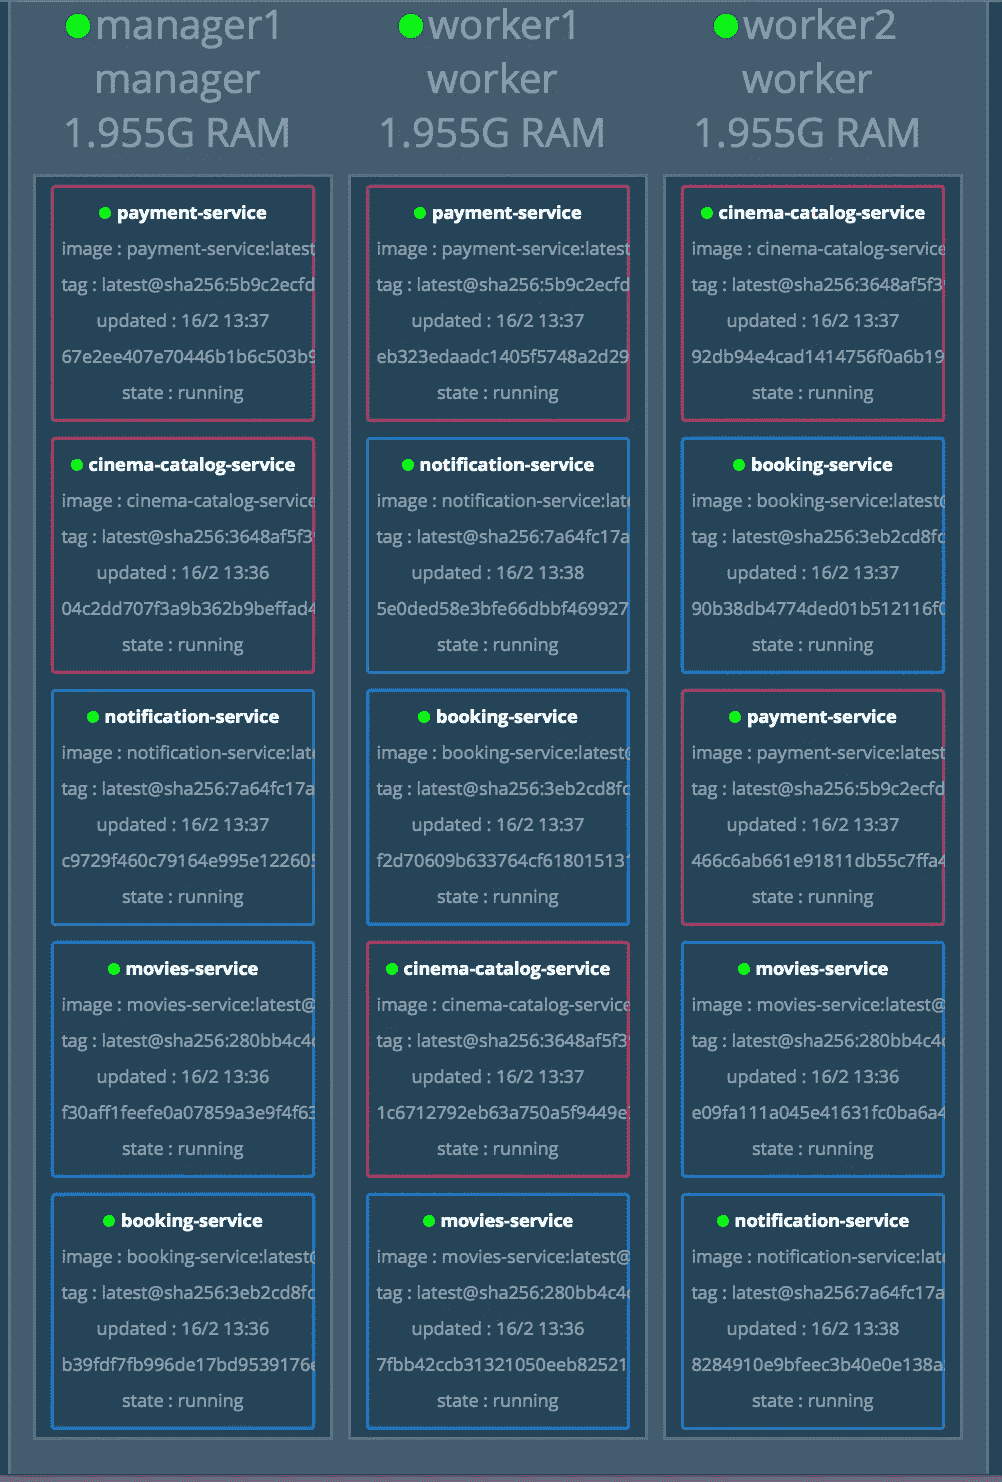 manager1
manager
1.955G RAM
payment-service
image : payment-service:latest
tag : latest@sha256:5b9c2ecfd
updated : 16/2 13:37
67e2ee407e70446b1b6c503b9
state : running
cinema-catalog-service
image : cinema-catalog-service
tag : latest@sha256:3648af5f39
updated : 16/2 13:36
04c2dd707f3a9b362b9beffad4
state : running
notification-service
image : notification-service:late
tag : latest@sha256:7a64fc17a
updated : 16/2 13:37
c9729f460c79164e995e122605
state : running
movies-service
image : movies-service:latest@
tag : latest@sha256:280bb4c4c
updated : 16/2 13:36
f30aff1feefe0a07859a3e9f4f63
state : running
booking-service
image : booking-service:latest@
tag : latest@sha256:3eb2cd8fc
updated : 16/2 13:36
b39fdf7fb996de17bd9539176e
state : running
worker1
worker
1.955G RAM
payment-service
image : payment-service:latest
tag : latest@sha256:5b9c2ecfd
updated : 16/2 13:37
eb323edaadc1405f5748a2d29
state : running
notification-service
image : notification-service:late
tag : latest@sha256:7a64fc17a
updated : 16/2 13:38
5e0ded58e3bfe66dbbf469927
state : running
booking-service
image : booking-service:latest@
tag : latest@sha256:3eb2cd8fc
updated : 16/2 13:37
f2d70609b633764cf618015131
state : running
cinema-catalog-service
image : cinema-catalog-service
tag : latest@sha256:3648af5f39
updated : 16/2 13:37
1c6712792eb63a750a5f9449e
state : running
movies-service
image : movies-service:latest@
tag : latest@sha256:280bb4c4c
updated : 16/2 13:36
7fbb42ccb31321050eeb82521
state : running
worker2
worker
1.955G RAM
cinema-catalog-service
image : cinema-catalog-service
tag : latest@sha256:3648af5f39
updated : 16/2 13:37
92db94e4cad1414756f0a6b19
state : running
booking-service
image : booking-service:latest@
tag : latest@sha256:3eb2cd8fc
updated : 16/2 13:37
90b38db4774ded01b512116f0
state : running
payment-service
image : payment-service:latest
tag : latest@sha256:5b9c2ecfd
updated : 16/2 13:37
466c6ab661e91811db55c7ffa4
state : running
movies-service
image : movies-service:latest@
tag : latest@sha256:280bb4c4c
updated : 16/2 13:36
e09fa111a045e41631fc0ba6a4
state : running
notification-service
image : notification-service:late
tag : latest@sha256:7a64fc17a
updated : 16/2 13:38
8284910e9bfeec3b40e0e138a
state : running